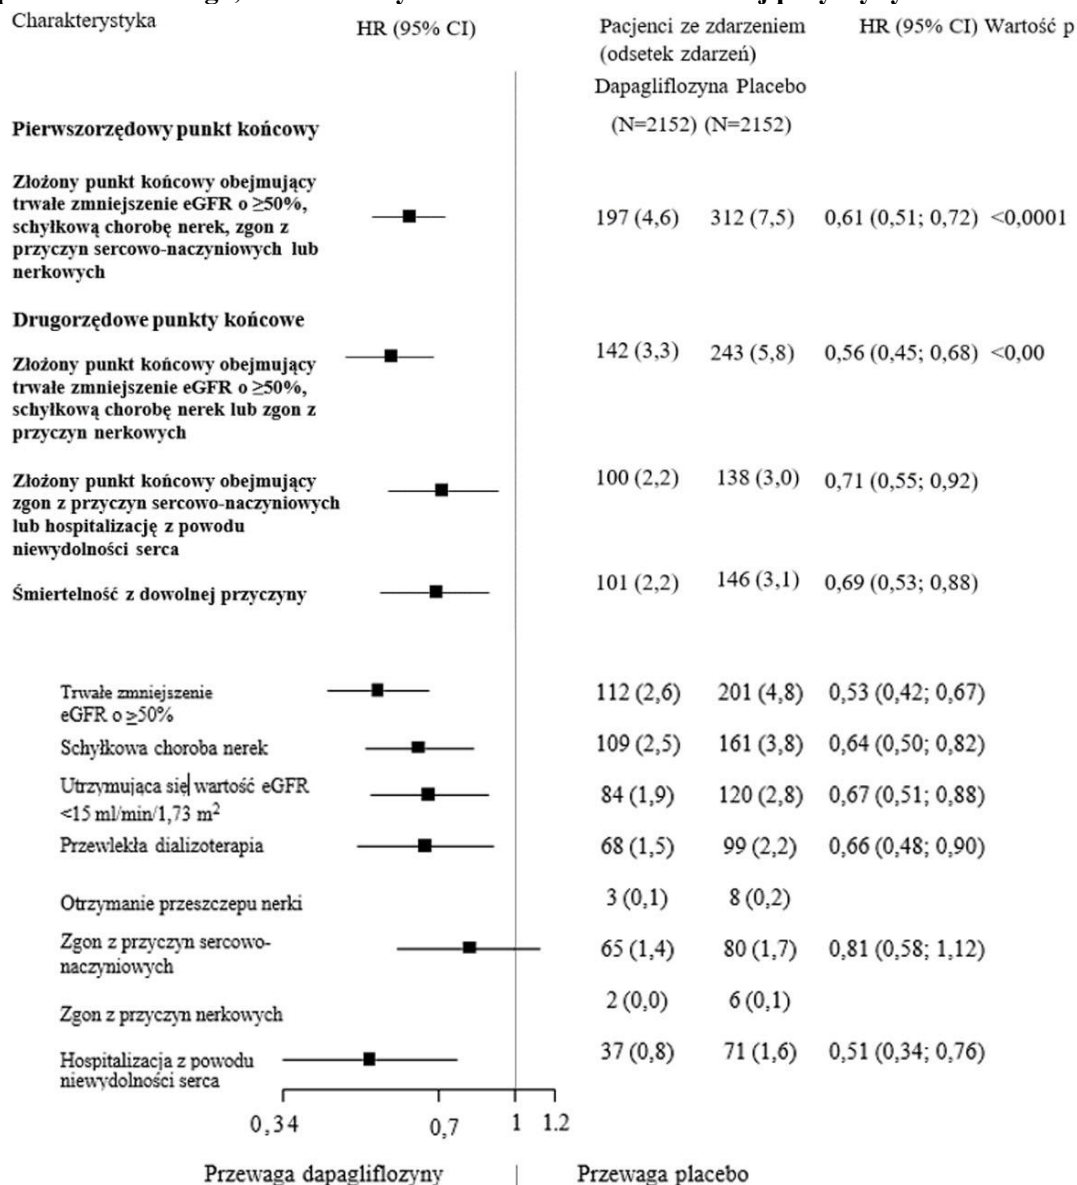 Charakterystyka
HR (95% CI)
Pacjenci ze zdarzeniem
(odsetek zdarzeń)
HR (95% CI) Wartość p
Dapagliflozyna Placebo
(N=2152) (N=2152)
Pierwszorzędowy punkt końcowy
Złożony punkt końcowy obejmujący
trwałe zmniejszenie eGFR o ≥50%,
schyłkową chorobę nerek, zgon z
przyczyn sercowo-naczyniowych lub
nerkowych
197 (4,6) 312 (7,5) 0,61 (0,51; 0,72) <0,0001
Drugorzędowe punkty końcowe
Złożony punkt końcowy obejmujący
trwałe zmniejszenie eGFR o ≥50%,
schyłkową chorobę nerek lub zgon z
przyczyn nerkowych
142 (3,3) 243 (5,8) 0,56 (0,45; 0,68) <0,00
Złożony punkt końcowy obejmujący
zgon z przyczyn sercowo-naczyniowych
lub hospitalizację z powodu
niewydolności serca
100 (2,2) 138 (3,0) 0,71 (0,55; 0,92)
Śmiertelność z dowolnej przyczyny
101 (2,2) 146 (3,1) 0,69 (0,53; 0,88)
Trwałe zmniejszenie
eGFR o ≥50%
112 (2,6) 201 (4,8) 0,53 (0,42; 0,67)
Schyłkowa choroba nerek
109 (2,5) 161 (3,8) 0,64 (0,50; 0,82)
Utrzymująca się wartość eGFR
<15 ml/min/1,73 m²
84 (1,9) 120 (2,8) 0,67 (0,51; 0,88)
Przewlekła dializoterapia
68 (1,5) 99 (2,2) 0,66 (0,48; 0,90)
Otrzymanie przeszczepu nerki
3 (0,1) 8 (0,2)
Zgon z przyczyn sercowo-
naczyniowych
65 (1,4) 80 (1,7) 0,81 (0,58; 1,12)
Zgon z przyczyn nerkowych
2 (0,0) 6 (0,1)
Hospitalizacja z powodu
niewydolności serca
37 (0,8) 71 (1,6) 0,51 (0,34; 0,76)
0,34 0,7 1 1.2
Przewaga dapagliflozyny Przewaga placebo